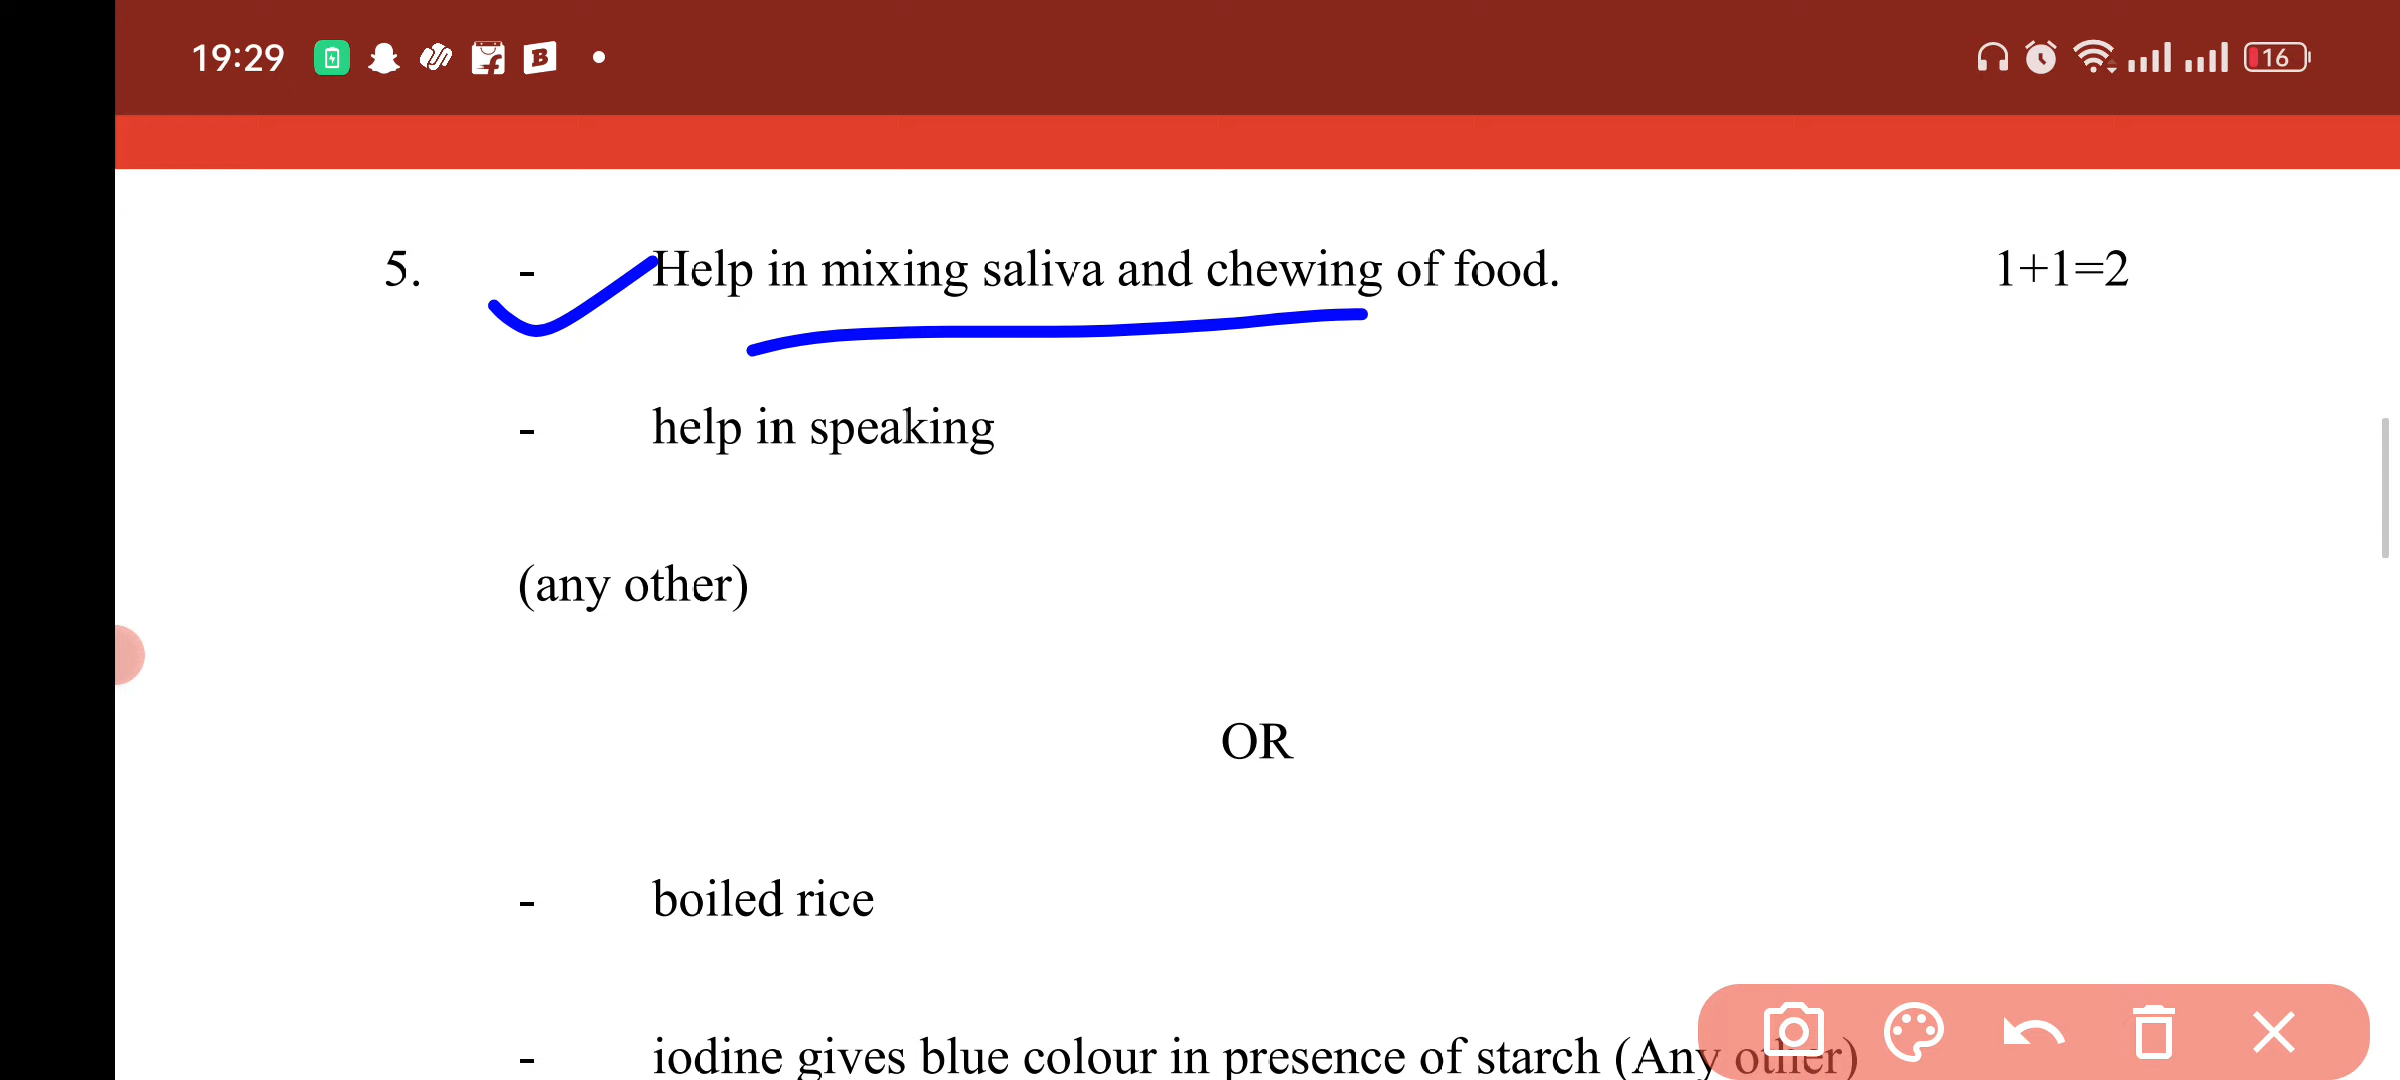 19:29
B
16
5. - Help in mixing saliva and chewing of food. 1+1=2
- help in speaking
(any other)
OR
- boiled rice
- iodine gives blue colour in presence of starch (Any other)